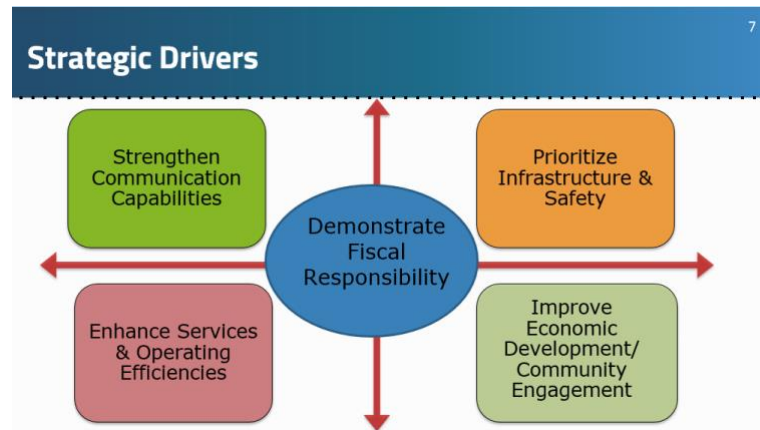 7
Strategic Drivers
Strengthen
Communication
Capabilities
Prioritize
Infrastructure &
Safety
Demonstrate
Fiscal
Responsibility
Enhance Services
& Operating
Efficiencies
Improve
Economic
Development/
Community
Engagement